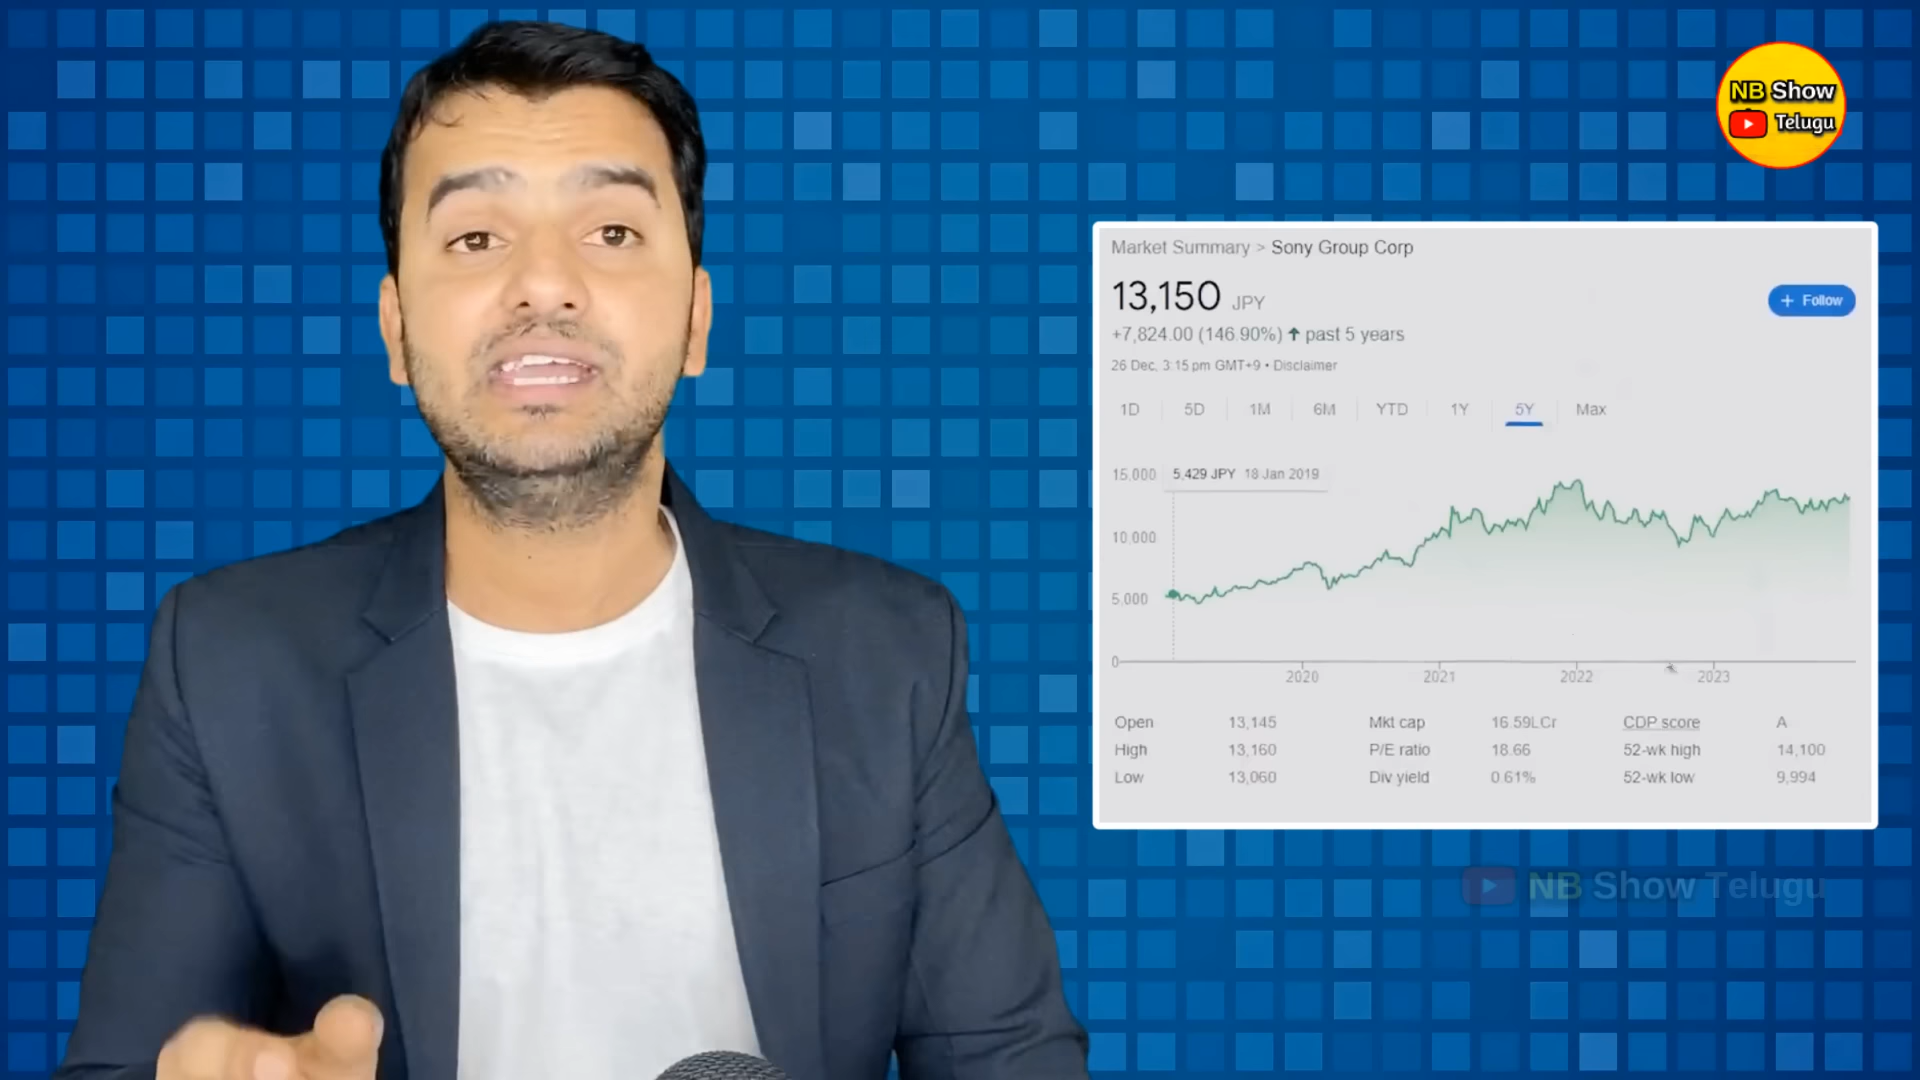 NB Show
Telugu
Market Summary > Sony Group Corp
13,150 JPY
+ Follow
+7,824.00 (146.90%) ↑ past 5 years
26 Dec, 3:15 pm GMT+9 • Disclaimer
1D 5D 1M 6M YTD 1Y 5Y Max
15,000
5,429 JPY 18 Jan 2019
10,000
5,000
0
2020 2021 2022 2023
Open 13,145 Mkt cap 16.59LCr CDP score A
High 13,160 P/E ratio 18.66 52-wk high 14,100
Low 13,060 Div yield 0.61% 52-wk low 9,994
NB Show Telugu